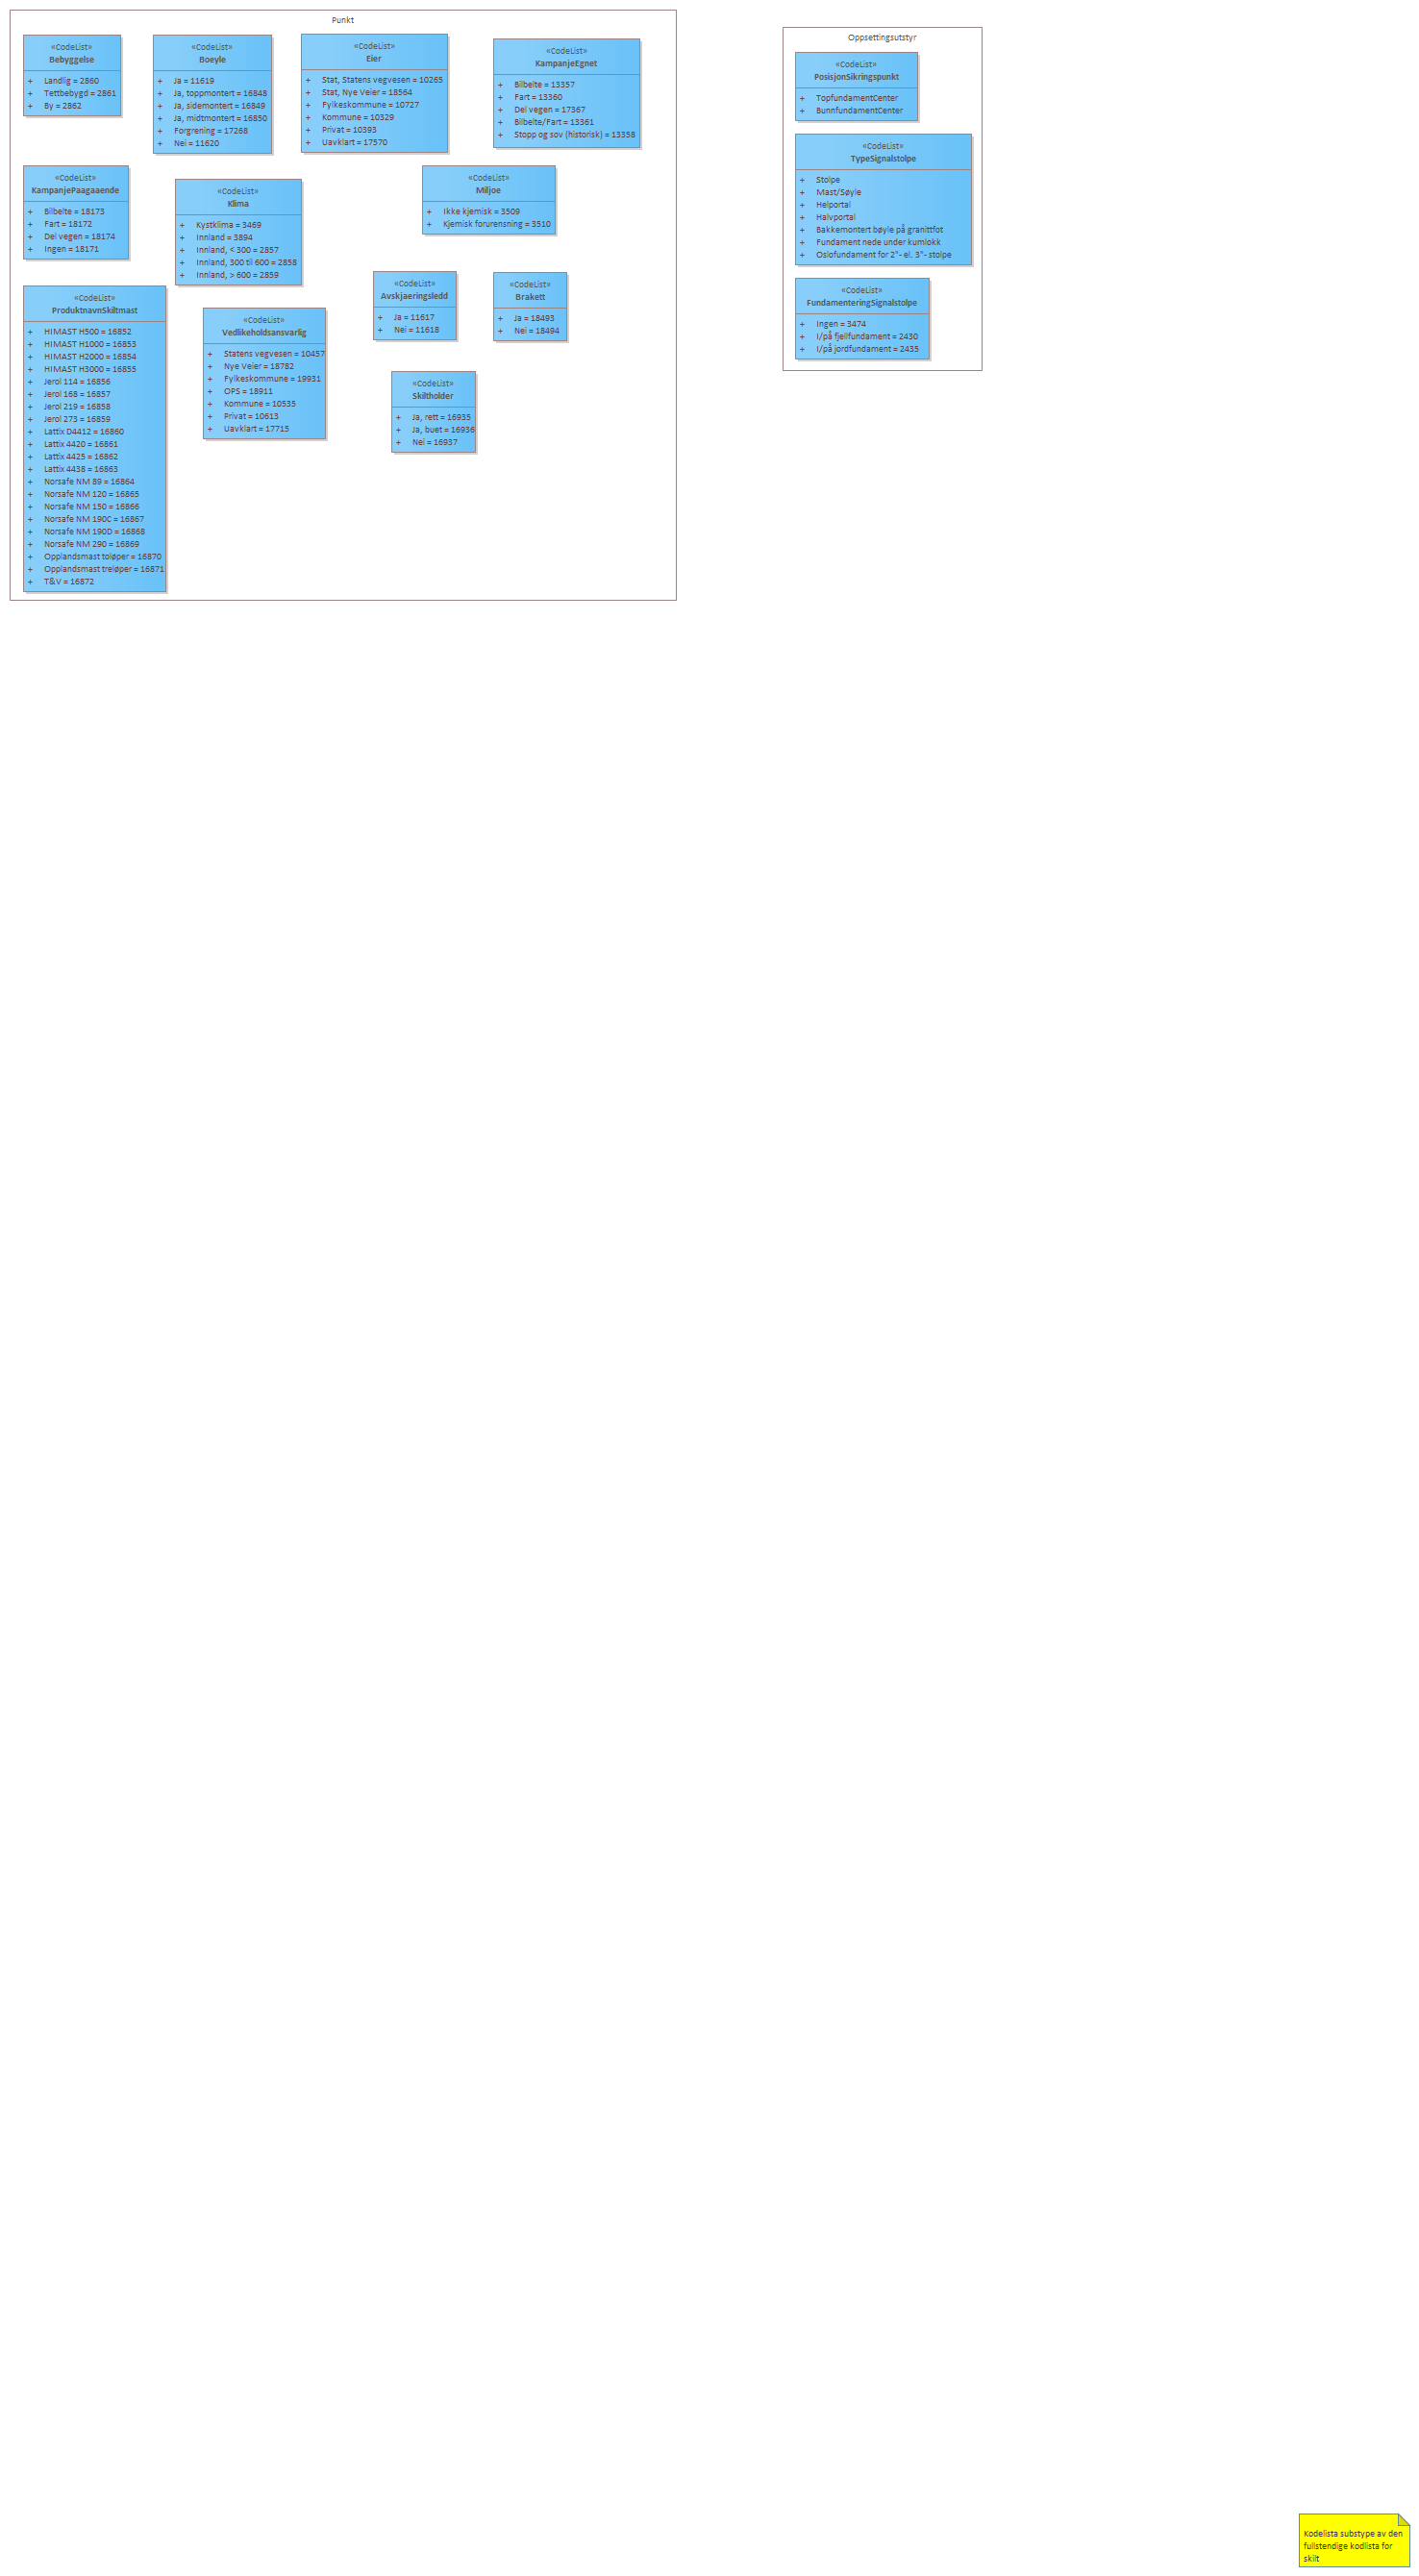 Punkt
«CodeList»
Bebyggelse
+ Landlig = 2860
+ Tettbebygd = 2861
+ By = 2862
«CodeList»
Boeyle
+ Ja = 11619
+ Ja, toppmontert = 16848
+ Ja, sidemontert = 16849
+ Ja, midtmontert = 16850
+ Forgrening = 17268
+ Nei = 11620
«CodeList»
Eier
+ Stat, Statens vegvesen = 10265
+ Stat, Nye Veier = 18564
+ Fylkeskommune = 10727
+ Kommune = 10329
+ Privat = 10393
+ Uavklart = 17570
«CodeList»
KampanjeEgnet
+ Bilbelte = 13357
+ Fart = 13360
+ Del vegen = 17367
+ Bilbelte/Fart = 13361
+ Stopp og sov (historisk) = 13358
«CodeList»
KampanjePaagaaende
+ Bilbelte = 18173
+ Fart = 18172
+ Del vegen = 18174
+ Ingen = 18171
«CodeList»
Klima
+ Kystklima = 3469
+ Innland = 3894
+ Innland, < 300 = 2857
+ Innland, 300 til 600 = 2858
+ Innland, > 600 = 2859
«CodeList»
Miljoe
+ Ikke kjemisk = 3509
+ Kjemisk forurensning = 3510
«CodeList»
ProduktnavnSkiltmast
+ HIMAST H500 = 16852
+ HIMAST H1000 = 16853
+ HIMAST H2000 = 16854
+ HIMAST H3000 = 16855
+ Jerol 114 = 16856
+ Jerol 168 = 16857
+ Jerol 219 = 16858
+ Jerol 273 = 16859
+ Lattix D4412 = 16860
+ Lattix 4420 = 16861
+ Lattix 4425 = 16862
+ Lattix 4438 = 16863
+ Norsafe NM 89 = 16864
+ Norsafe NM 120 = 16865
+ Norsafe NM 150 = 16866
+ Norsafe NM 190C = 16867
+ Norsafe NM 190D = 16868
+ Norsafe NM 290 = 16869
+ Opplandsmast toløper = 16870
+ Opplandsmast treløper = 16871
+ T&V = 16872
«CodeList»
Vedlikeholdsansvarlig
+ Statens vegvesen = 10457
+ Nye Veier = 18782
+ Fylkeskommune = 19931
+ OPS = 18911
+ Kommune = 10535
+ Privat = 10613
+ Uavklart = 17715
«CodeList»
Avskjaeringsledd
+ Ja = 11617
+ Nei = 11618
«CodeList»
Brakett
+ Ja = 18493
+ Nei = 18494
«CodeList»
Skiltholder
+ Ja, rett = 16935
+ Ja, buet = 16936
+ Nei = 16937
Oppsettingsutstyr
«CodeList»
PosisjonSikringspunkt
+ TopfundamentCenter
+ BunnfundamentCenter
«CodeList»
TypeSignalstolpe
+ Stolpe
+ Mast/Søyle
+ Helportal
+ Halvportal
+ Bakkemontert bøyle på granittfot
+ Fundament nede under kumlokk
+ Oslofundament for 2"- el. 3"- stolpe
«CodeList»
FundamenteringSignalstolpe
+ Ingen = 3474
+ I/på fjellfundament = 2430
+ I/på jordfundament = 2435
Kodelista substype av den
fullstendige kodlista for
skilt